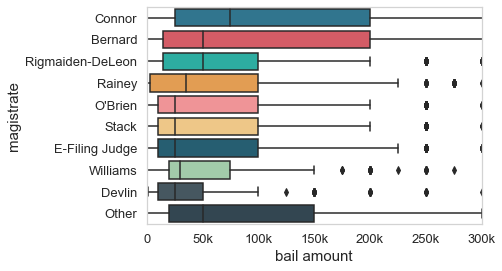 magistrate
Connor
Bernard
Rigmaiden-DeLeon
Rainey
O'Brien
Stack
E-Filing Judge
Williams
Devlin
Other
0 50k 100k 150k 200k 250k 300k
bail amount